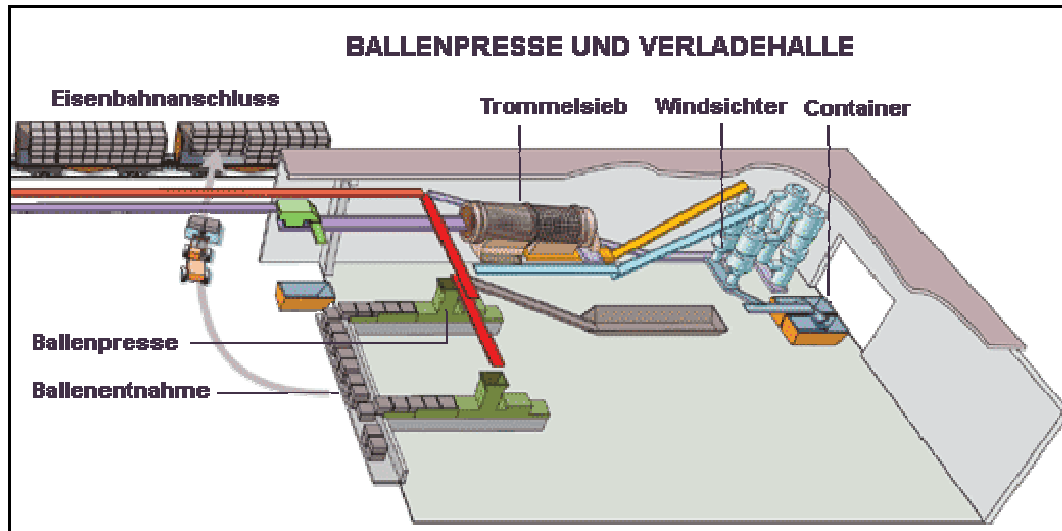 BALLENPRESSE UND VERLADEHALLE
Eisenbahnanschluss
Trommelsieb
Windsichter
Container
Ballenpresse
Ballenentnahme